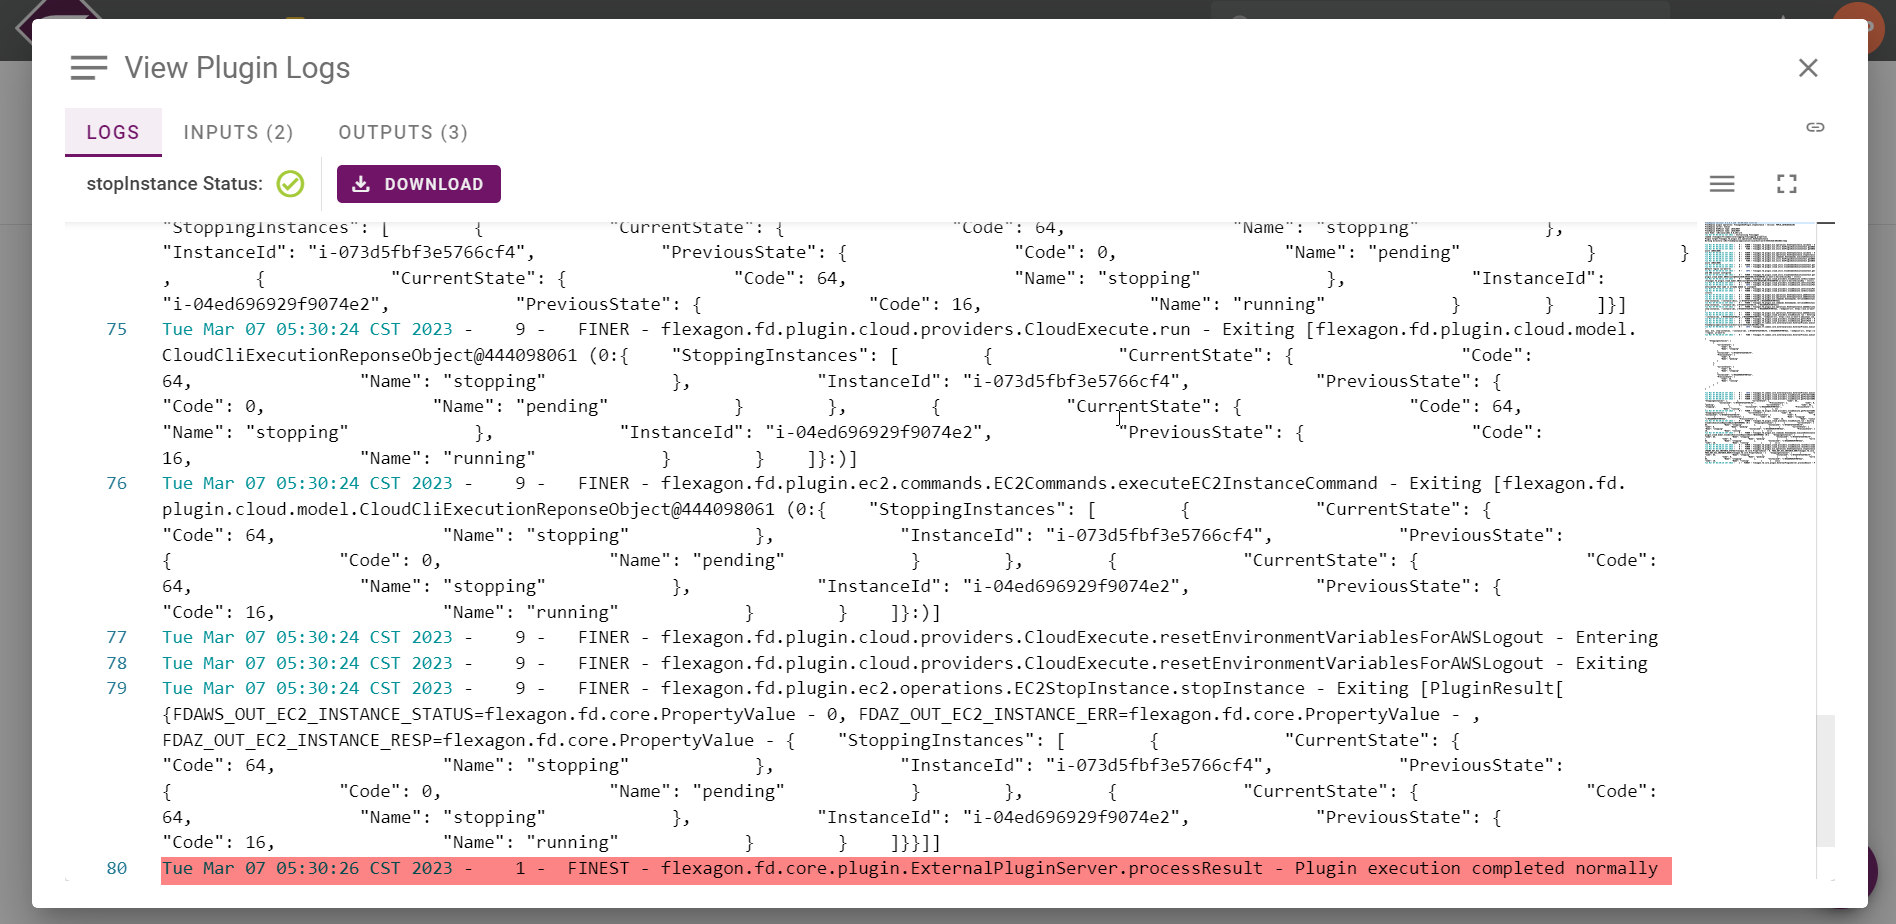 View Plugin Logs
LOGS INPUTS (2) OUTPUTS (3)
stopInstance Status: DOWNLOAD
"StoppingInstances": [ { "CurrentState": { "Code": 64, "Name": "stopping" },
"InstanceId": "i-073d5fbf3e5766cf4", "PreviousState": { "Code": 0, "Name": "pending" } }
, { "CurrentState": { "Code": 64, "Name": "stopping" }, "InstanceId":
"i-04ed696929f9074e2", "PreviousState": { "Code": 16, "Name": "running" } } ]}]
75 Tue Mar 07 05:30:24 CST 2023 - 9 - FINER - flexagon.fd.plugin.cloud.providers.CloudExecute.run - Exiting [flexagon.fd.plugin.cloud.model.
CloudCliExecutionReponseObject@444098061 (0:{ "StoppingInstances": [ { "CurrentState": { "Code":
64, "Name": "stopping" }, "InstanceId": "i-073d5fbf3e5766cf4", "PreviousState": {
"Code": 0, "Name": "pending" } }, { "CurrentState": { "Code": 64,
"Name": "stopping" }, "InstanceId": "i-04ed696929f9074e2", "PreviousState": { "Code":
16, "Name": "running" } } ]}:)]
76 Tue Mar 07 05:30:24 CST 2023 - 9 - FINER - flexagon.fd.plugin.ec2.commands.EC2Commands.executeEC2InstanceCommand - Exiting [flexagon.fd.
plugin.cloud.model.CloudCliExecutionReponseObject@444098061 (0:{ "StoppingInstances": [ { "CurrentState": {
"Code": 64, "Name": "stopping" }, "InstanceId": "i-073d5fbf3e5766cf4", "PreviousState":
{ "Code": 0, "Name": "pending" } }, { "CurrentState": { "Code":
64, "Name": "stopping" }, "InstanceId": "i-04ed696929f9074e2", "PreviousState": {
"Code": 16, "Name": "running" } } ]}:)]
77 Tue Mar 07 05:30:24 CST 2023 - 9 - FINER - flexagon.fd.plugin.cloud.providers.CloudExecute.resetEnvironmentVariablesForAWSLogout - Entering
78 Tue Mar 07 05:30:24 CST 2023 - 9 - FINER - flexagon.fd.plugin.cloud.providers.CloudExecute.resetEnvironmentVariablesForAWSLogout - Exiting
79 Tue Mar 07 05:30:24 CST 2023 - 9 - FINER - flexagon.fd.plugin.ec2.operations.EC2StopInstance.stopInstance - Exiting [PluginResult[
{FDAWS_OUT_EC2_INSTANCE_STATUS=flexagon.fd.core.PropertyValue - 0, FDAZ_OUT_EC2_INSTANCE_ERR=flexagon.fd.core.PropertyValue - ,
FDAZ_OUT_EC2_INSTANCE_RESP=flexagon.fd.core.PropertyValue - { "StoppingInstances": [ { "CurrentState": {
"Code": 64, "Name": "stopping" }, "InstanceId": "i-073d5fbf3e5766cf4", "PreviousState":
{ "Code": 0, "Name": "pending" } }, { "CurrentState": { "Code":
64, "Name": "stopping" }, "InstanceId": "i-04ed696929f9074e2", "PreviousState": {
"Code": 16, "Name": "running" } } ]}}]]
80 Tue Mar 07 05:30:26 CST 2023 - 1 - FINEST - flexagon.fd.core.plugin.ExternalPluginServer.processResult - Plugin execution completed normally